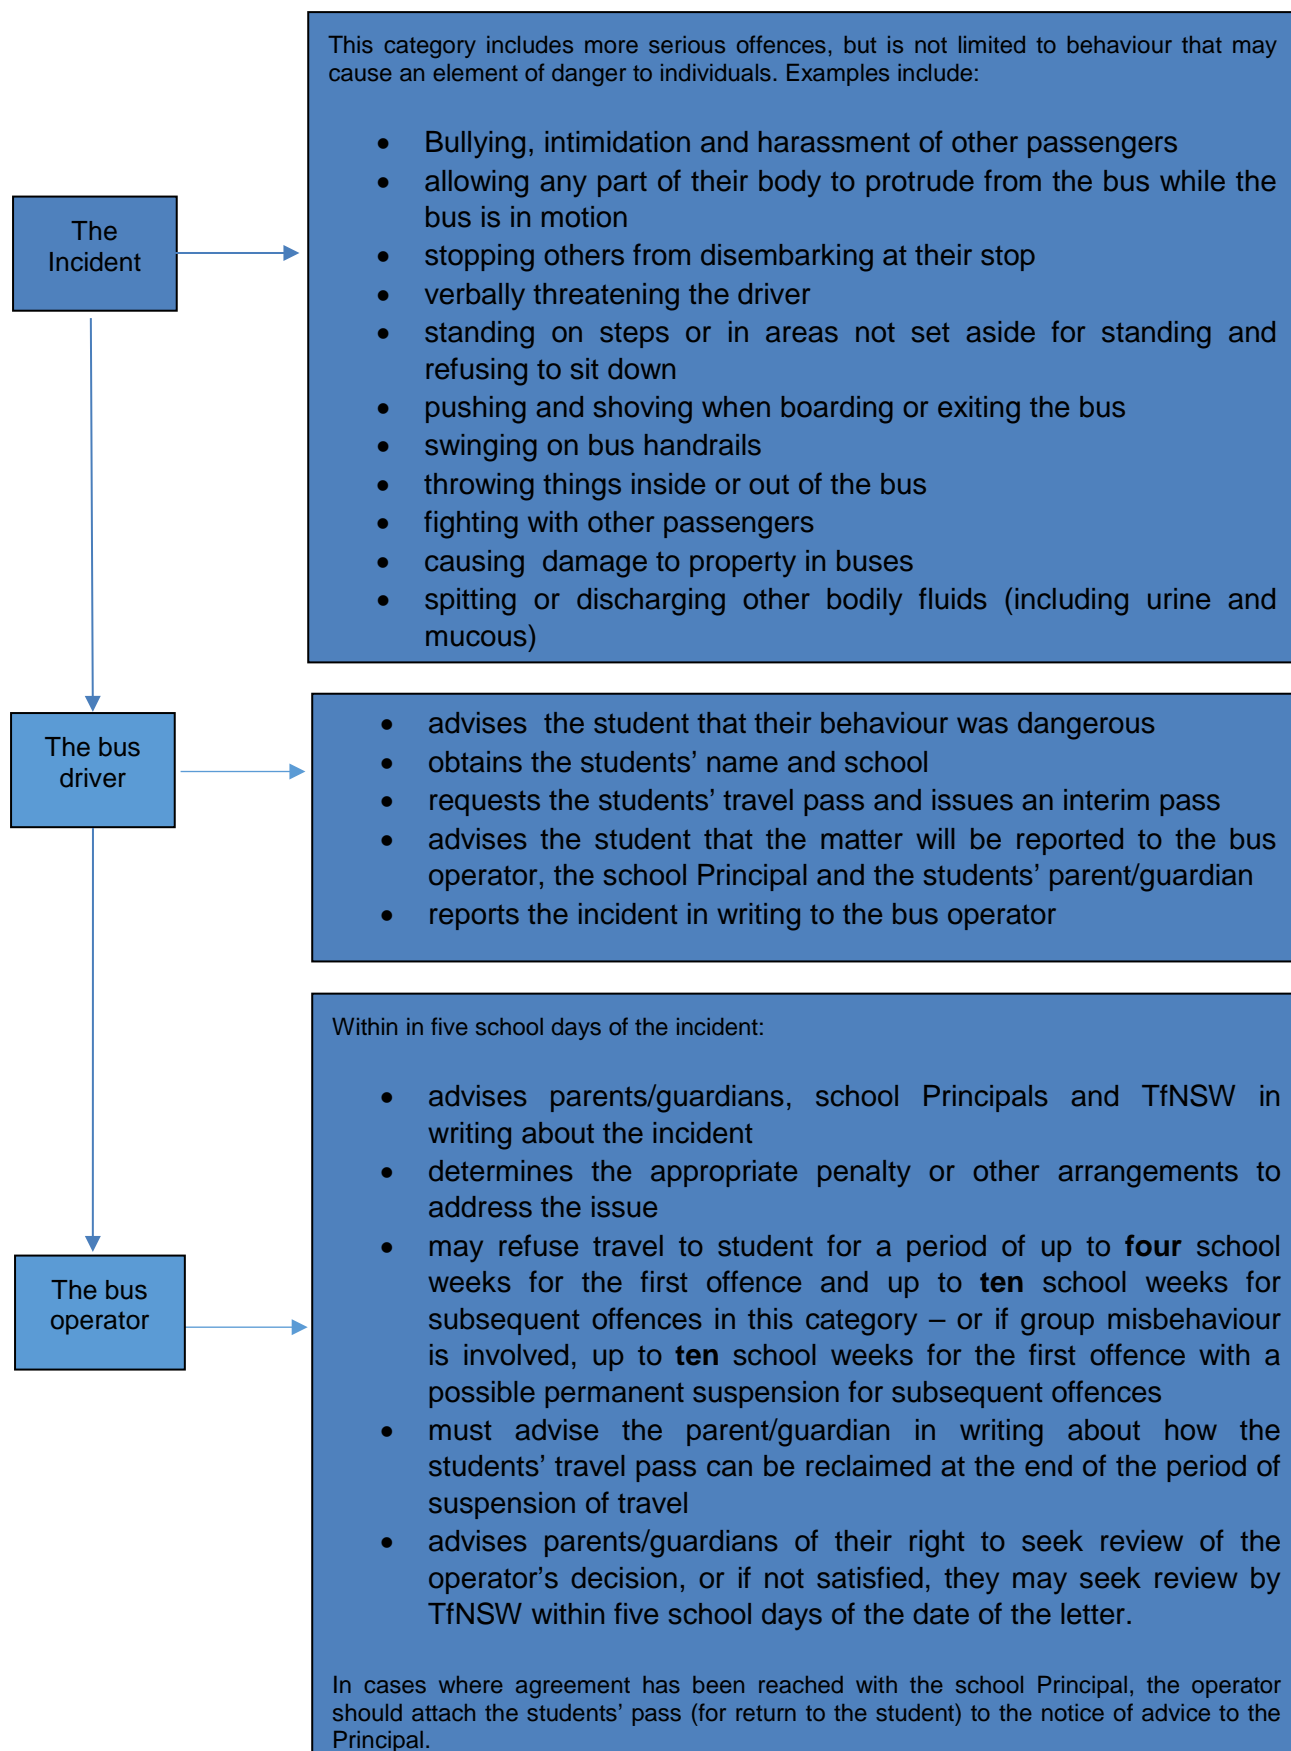 This category includes more serious offences, but is not limited to behaviour that may
cause an element of danger to individuals. Examples include:
• Bullying, intimidation and harassment of other passengers
• allowing any part of their body to protrude from the bus while the
bus is in motion
• stopping others from disembarking at their stop
• verbally threatening the driver
• standing on steps or in areas not set aside for standing and
refusing to sit down
• pushing and shoving when boarding or exiting the bus
• swinging on bus handrails
• throwing things inside or out of the bus
• fighting with other passengers
• causing  damage to property in buses
• spitting or discharging other bodily fluids (including urine and
mucous)
The
Incident
The bus
driver
• advises  the student that their behaviour was dangerous
• obtains the students’ name and school
• requests the students’ travel pass and issues an interim pass
• advises the student that the matter will be reported to the bus
operator, the school Principal and the students’ parent/guardian
• reports the incident in writing to the bus operator
The bus
operator
Within in five school days of the incident:
• advises parents/guardians, school Principals and TfNSW in
writing about the incident
• determines the appropriate penalty or other arrangements to
address the issue
• may refuse travel to student for a period of up to four school
weeks for the first offence and up to ten school weeks for
subsequent offences in this category – or if group misbehaviour
is involved, up to ten school weeks for the first offence with a
possible permanent suspension for subsequent offences
• must advise the parent/guardian in writing about how the
students’ travel pass can be reclaimed at the end of the period of
suspension of travel
• advises parents/guardians of their right to seek review of the
operator’s decision, or if not satisfied, they may seek review by
TfNSW within five school days of the date of the letter.
In cases where agreement has been reached with the school Principal, the operator
should attach the students’ pass (for return to the student) to the notice of advice to the
Principal.